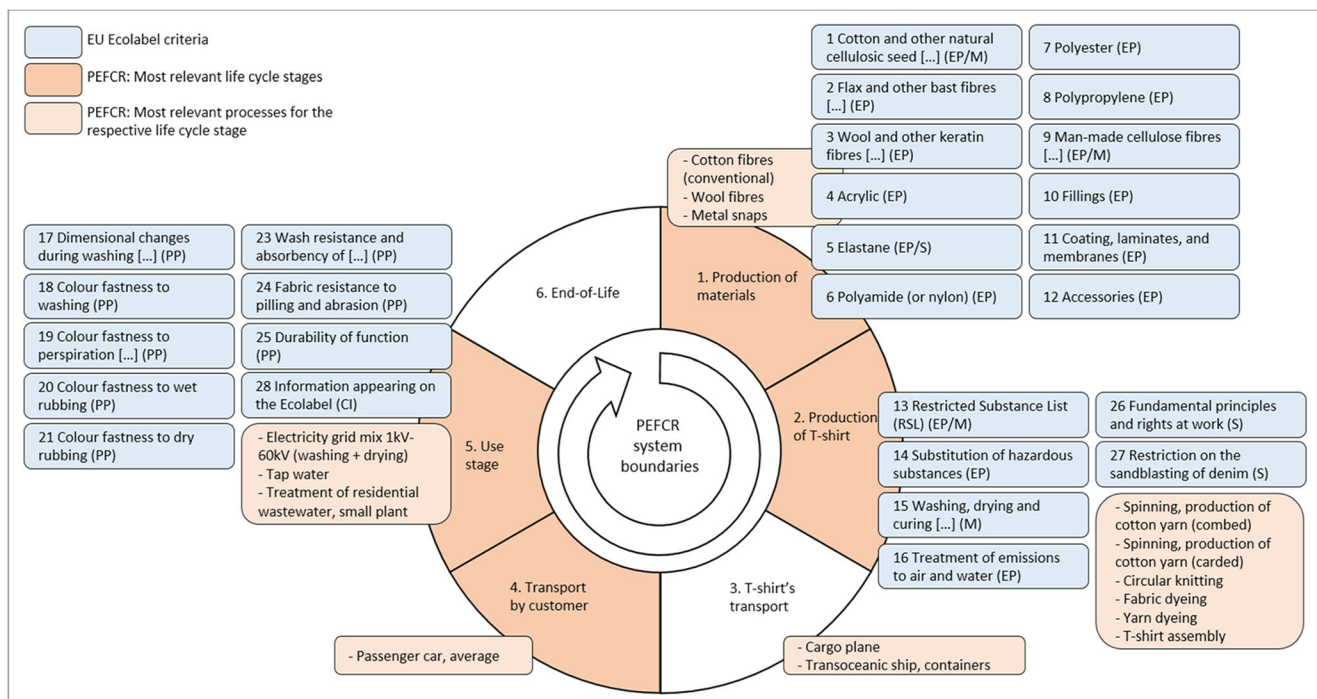 EU Ecolabel criteria
PEFCR: Most relevant life cycle stages
PEFCR: Most relevant processes for the
respective life cycle stage
1 Cotton and other natural
cellulosic seed [...] (EP/M)
2 Flax and other bast fibres
[...] (EP)
3 Wool and other keratin
fibres [...] (EP)
4 Acrylic (EP)
5 Elastane (EP/S)
6 Polyamide (or nylon) (EP)
7 Polyester (EP)
8 Polypropylene (EP)
9 Man-made cellulose fibres
[...] (EP/M)
10 Fillings (EP)
11 Coating, laminates, and
membranes (EP)
12 Accessories (EP)
- Cotton fibres
(conventional)
- Wool fibres
- Metal snaps
1. Production of
materials
2. Production
of T-shirt
13 Restricted Substance List
(RSL) (EP/M)
14 Substitution of hazardous
substances (EP)
15 Washing, drying and
curing [...] (M)
16 Treatment of emissions
to air and water (EP)
26 Fundamental principles
and rights at work (S)
27 Restriction on the
sandblasting of denim (S)
- Spinning, production of
cotton yarn (combed)
- Spinning, production of
cotton yarn (carded)
- Circular knitting
- Fabric dyeing
- Yarn dyeing
- T-shirt assembly
3. T-shirt's
transport
- Cargo plane
- Transoceanic ship, containers
4. Transport
by customer
- Passenger car, average
5. Use
stage
17 Dimensional changes
during washing [...] (PP)
18 Colour fastness to
washing (PP)
19 Colour fastness to
perspiration [...] (PP)
20 Colour fastness to wet
rubbing (PP)
21 Colour fastness to dry
rubbing (PP)
23 Wash resistance and
absorbency of [...] (PP)
24 Fabric resistance to
pilling and abrasion (PP)
25 Durability of function
(PP)
28 Information appearing on
the Ecolabel (CI)
- Electricity grid mix 1kV-
60kV (washing + drying)
- Tap water
- Treatment of residential
wastewater, small plant
6. End-of-Life
PEFCR
system
boundaries